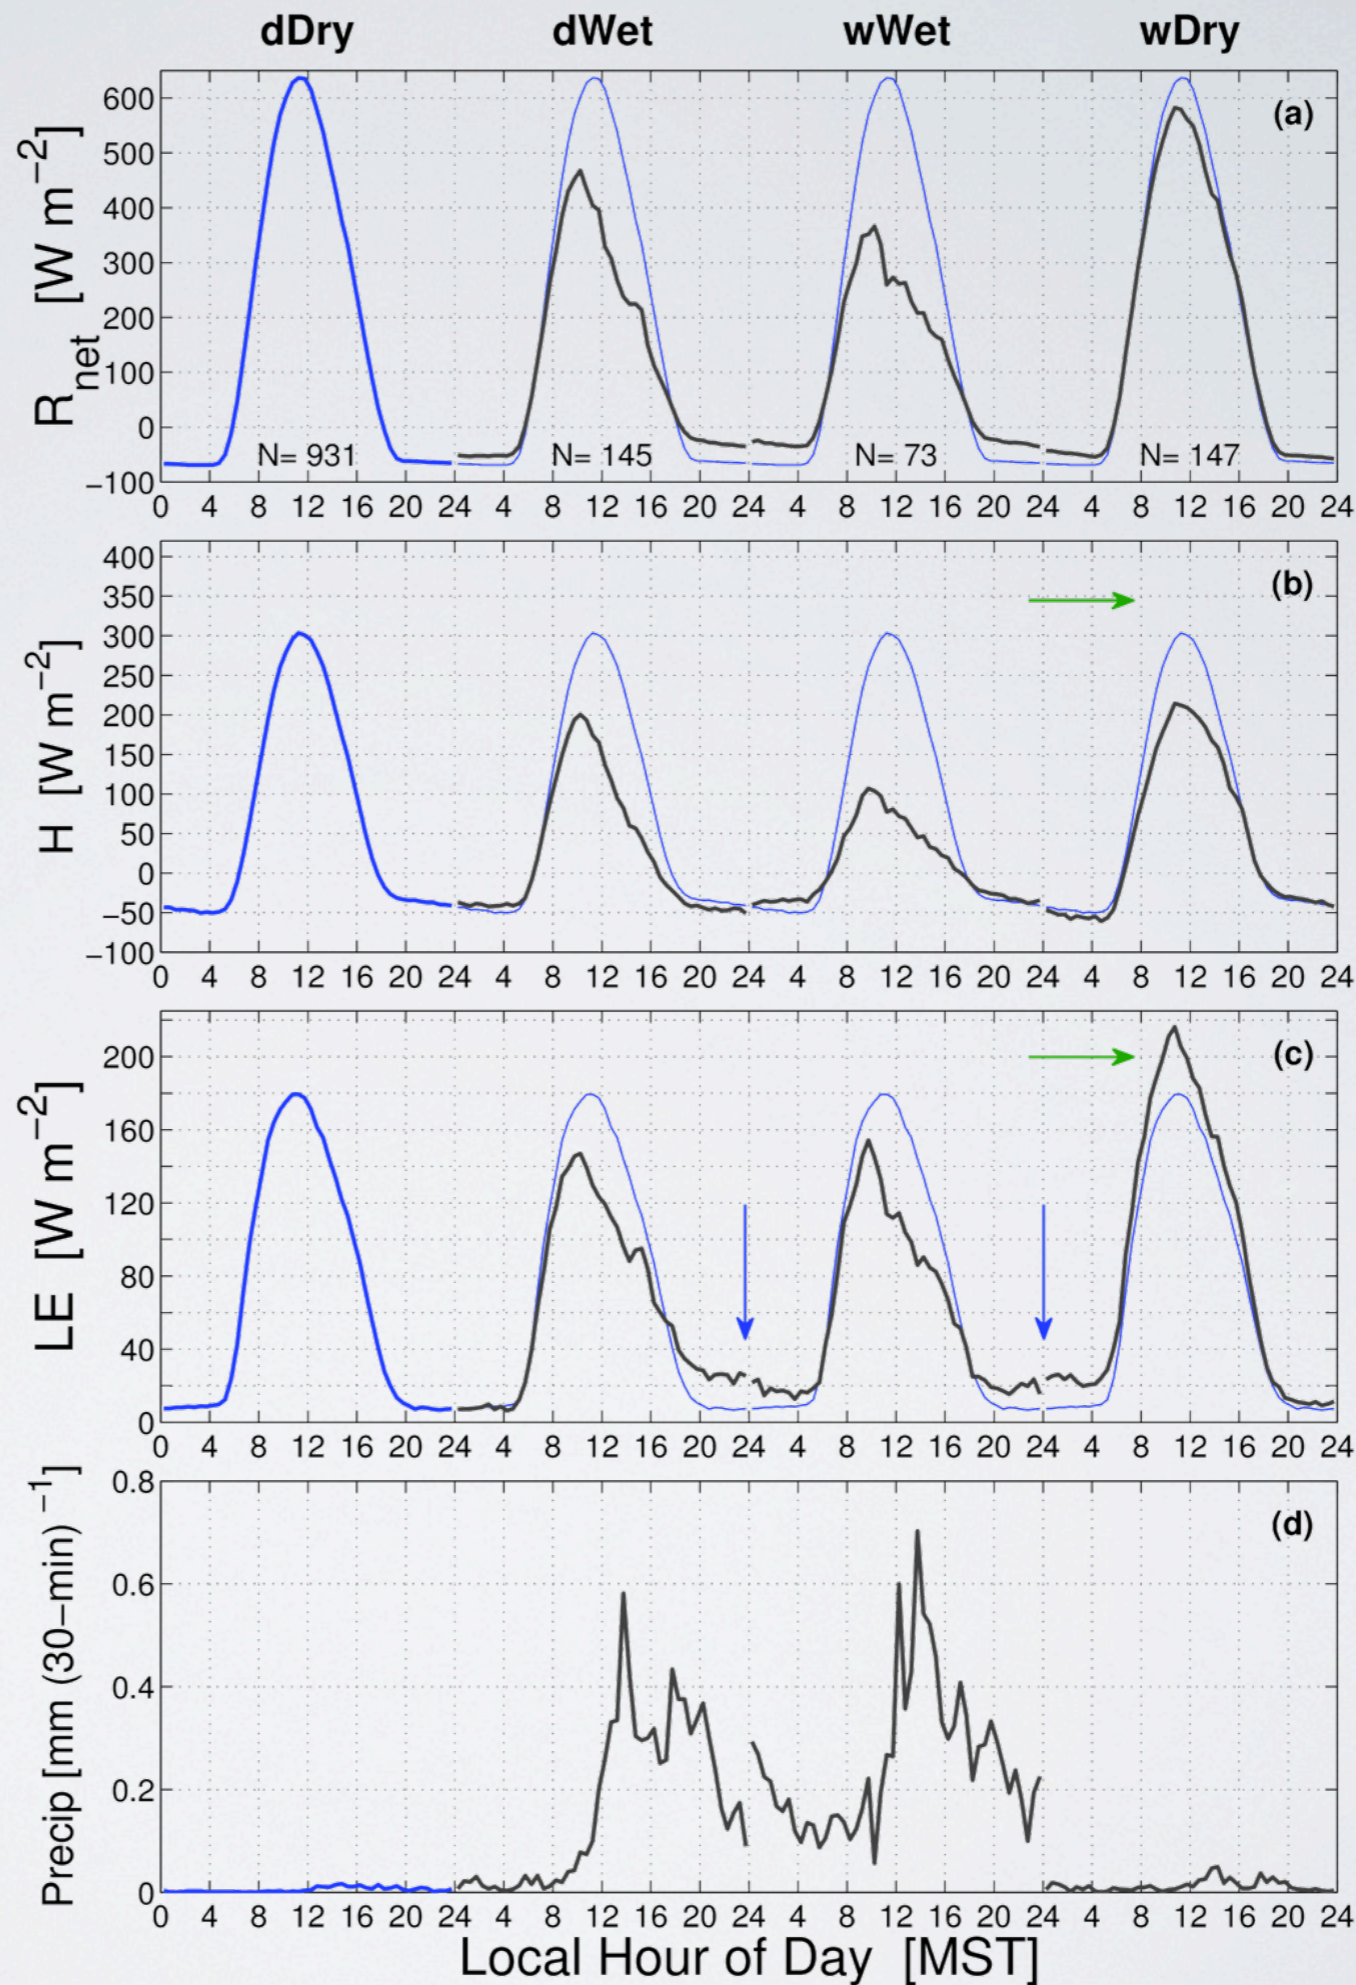 dDry dWet wWet wDry
R_net [W m−2]
(a)
600
500
400
300
200
100
0
−100
N= 931 N= 145 N= 73 N= 147
0 4 8 12 16 20 24 4 8 12 16 20 24 4 8 12 16 20 24 4 8 12 16 20 24
H [W m−2]
(b)
400
350
300
250
200
150
100
50
0
−50
−100
0 4 8 12 16 20 24 4 8 12 16 20 24 4 8 12 16 20 24 4 8 12 16 20 24
LE [W m−2]
(c)
200
160
120
80
40
0
0 4 8 12 16 20 24 4 8 12 16 20 24 4 8 12 16 20 24 4 8 12 16 20 24
Precip [mm (30−min) −1]
(d)
0.8
0.6
0.4
0.2
0
0 4 8 12 16 20 24 4 8 12 16 20 24 4 8 12 16 20 24 4 8 12 16 20 24
Local Hour of Day [MST]